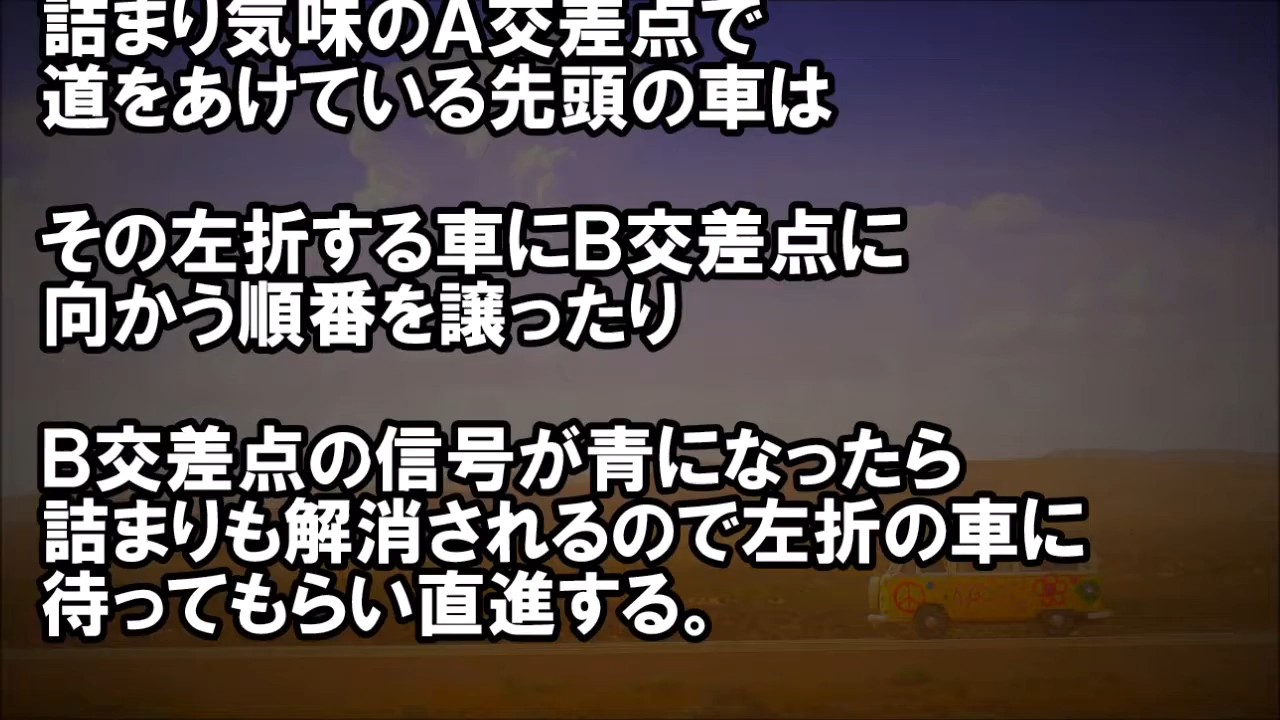 詰まり気味のA交差点で
道をあけている先頭の車は
その左折する車にB交差点に
向かう順番を譲ったり
B交差点の信号が青になったら
詰まりも解消されるので左折の車に
待ってもらい直進する。